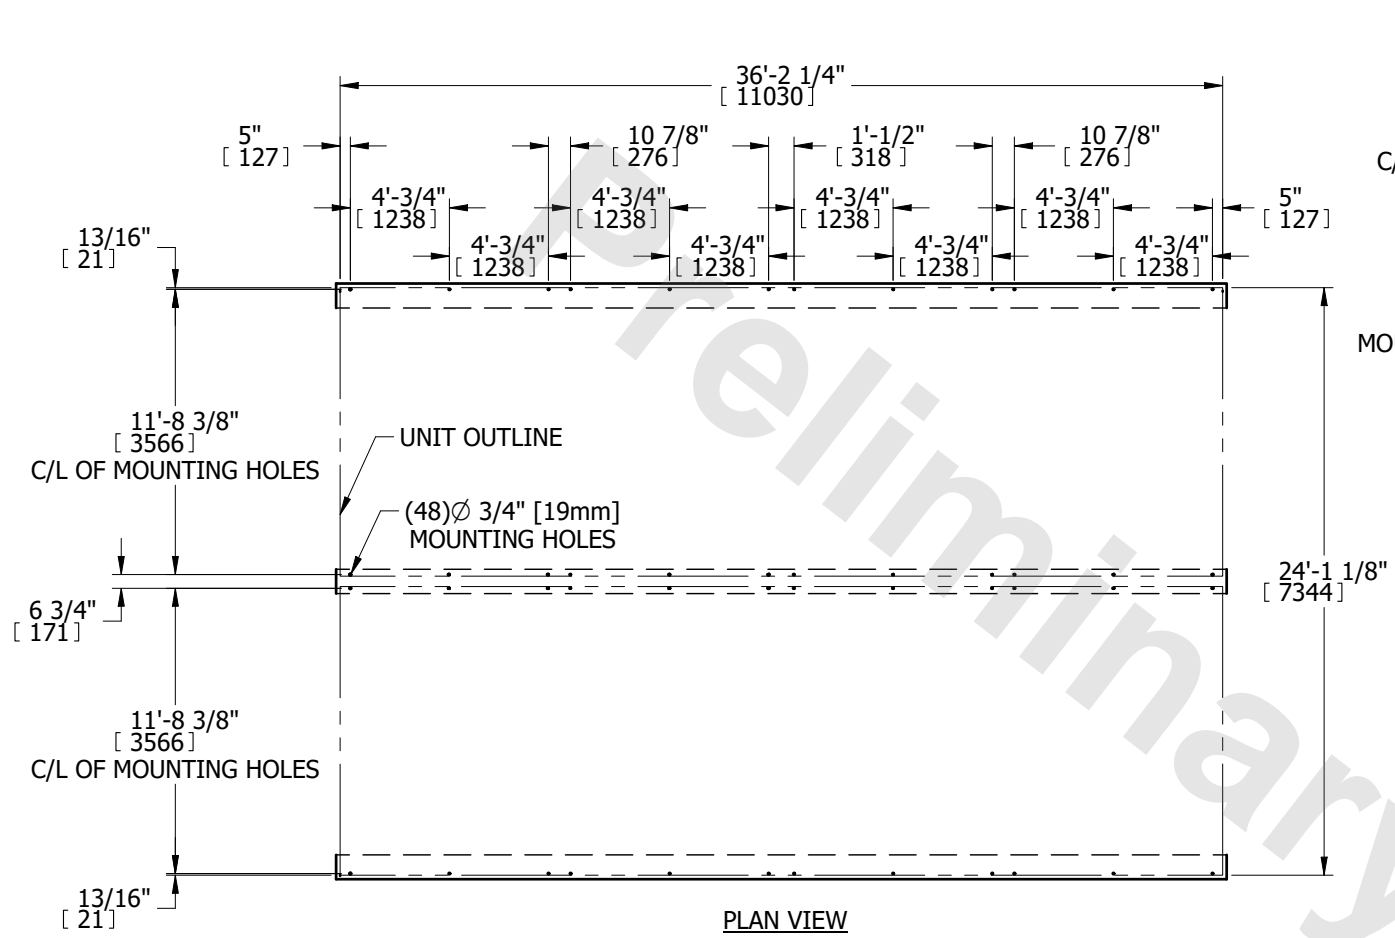 36'-2 1/4"
[ 11030 ]
5"
[ 127 ]
10 7/8"
[ 276 ]
1'-1/2"
[ 318 ]
10 7/8"
[ 276 ]
C/
4'-3/4"
[ 1238 ]
4'-3/4"
[ 1238 ]
4'-3/4"
[ 1238 ]
4'-3/4"
[ 1238 ]
5"
[ 127 ]
13/16"
[ 21 ]
4'-3/4"
[ 1238 ]
4'-3/4"
[ 1238 ]
4'-3/4"
[ 1238 ]
4'-3/4"
[ 1238 ]
MO
11'-8 3/8"
[ 3566 ]
C/L OF MOUNTING HOLES
UNIT OUTLINE
(48)Ø 3/4" [19mm]
MOUNTING HOLES
6 3/4"
[ 171 ]
24'-1 1/8"
[ 7344 ]
11'-8 3/8"
[ 3566 ]
C/L OF MOUNTING HOLES
13/16"
[ 21 ]
PLAN VIEW
Preliminary